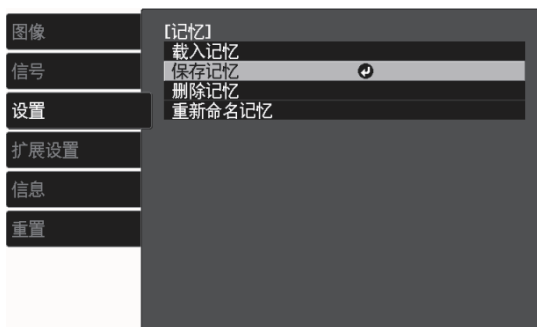 图像
信号
设置
扩展设置
信息
重置
[记忆]
载入记忆
保存记忆
删除记忆
重新命名记忆